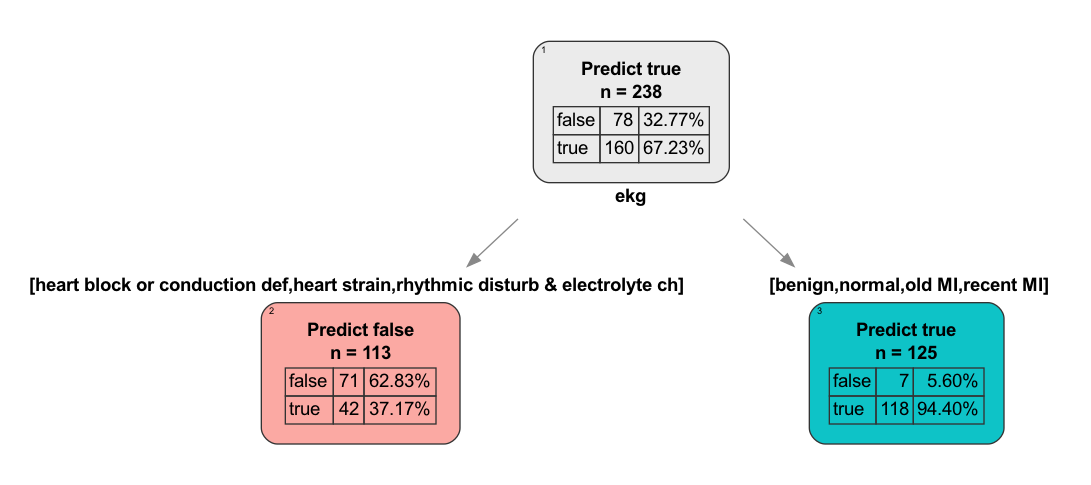 1
Predict true
n = 238
false 78 32.77%
true 160 67.23%
ekg
[heart block or conduction def,heart strain,rhythmic disturb & electrolyte ch]
2
Predict false
n = 113
false 71 62.83%
true 42 37.17%
[benign,normal,old MI,recent MI]
3
Predict true
n = 125
false 7 5.60%
true 118 94.40%